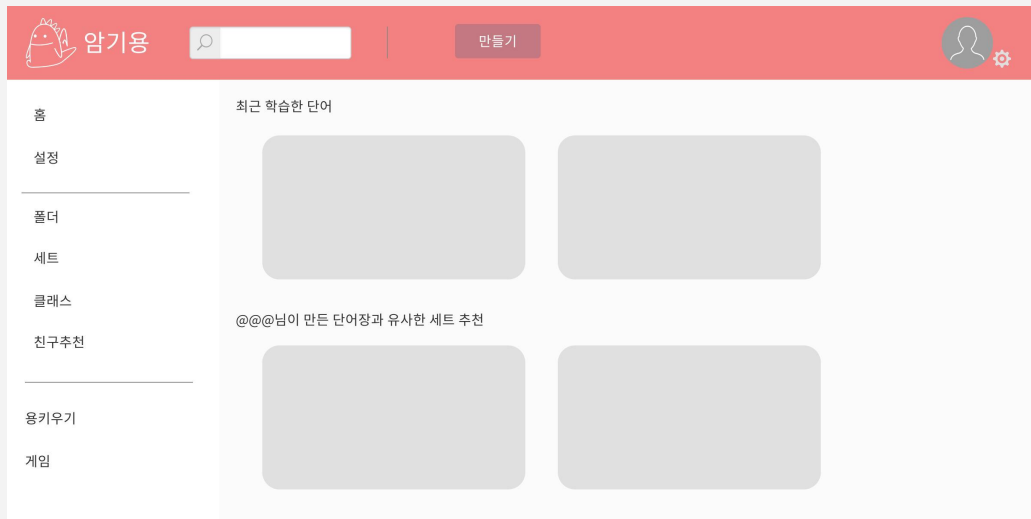 암기용
만들기
홈
설정
폴더
세트
클래스
친구추천
용키우기
게임
최근 학습한 단어
@@@님이 만든 단어장과 유사한 세트 추천